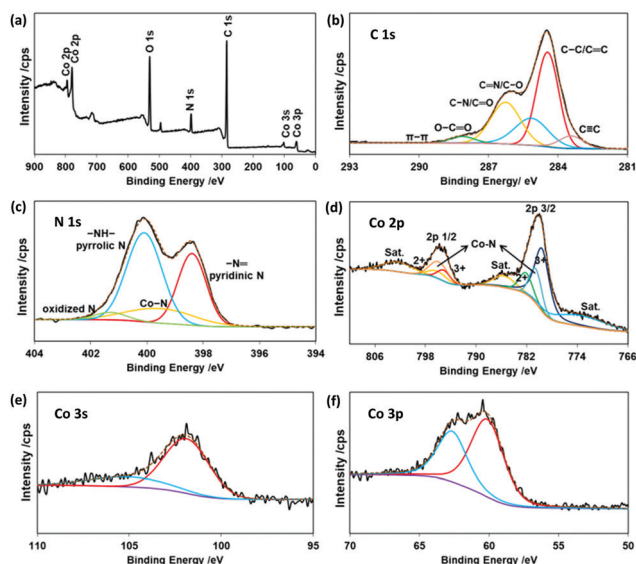 (a)
Co 2p
Co 2p
O 1s
N 1s
C 1s
Co 3s
Co 3p
Intensity /cps
900 800 700 600 500 400 300 200 100 0
Binding Energy /eV
(b)
C 1s
C−C/C=C
C=N/C−O
C−N/C=O
O−C=O
π−π
C≡C
Intensity /cps
293 290 287 284 281
Binding Energy /eV
(c)
N 1s
−NH−
pyrrolic N
−N=
pyridinic N
oxidized N
Co−N
Intensity /cps
404 402 400 398 396 394
Binding Energy /eV
(d)
Co 2p
2p 3/2
2p 1/2
Co-N
Sat.
2+
3+
Sat.
2+
3+
Sat.
Intensity /cps
806 798 790 782 774 766
Binding Energy /eV
(e)
Co 3s
Intensity /cps
110 105 100 95
Binding Energy /eV
(f)
Co 3p
Intensity /cps
70 65 60 55 50
Binding Energy /eV